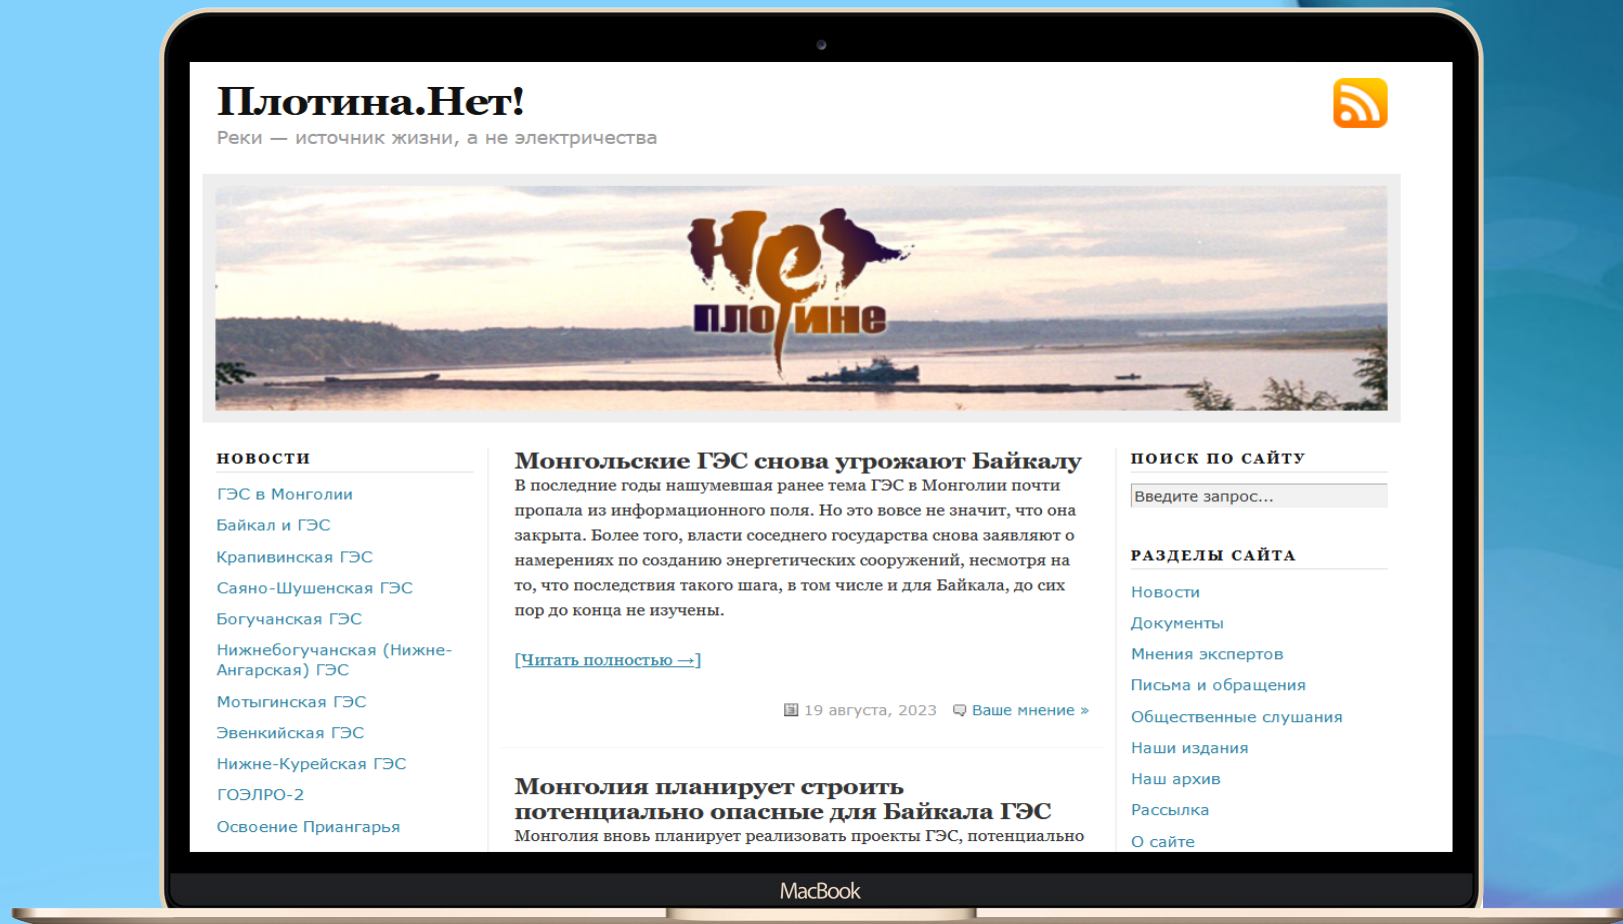 Плотина.Нет!
Реки — источник жизни, а не электричества
Нет
плотине
НОВОСТИ
ГЭС в Монголии
Байкал и ГЭС
Крапивинская ГЭС
Саяно-Шушенская ГЭС
Богучанская ГЭС
Нижнебогучанская (Нижне-
Ангарская) ГЭС
Мотыгинская ГЭС
Эвенкийская ГЭС
Нижне-Курейская ГЭС
ГОЭЛРО-2
Освоение Приангарья
Монгольские ГЭС снова угрожают Байкалу
В последние годы нашумевшая ранее тема ГЭС в Монголии почти
пропала из информационного поля. Но это вовсе не значит, что она
закрыта. Более того, власти соседнего государства снова заявляют о
намерениях по созданию энергетических сооружений, несмотря на
то, что последствия такого шага, в том числе и для Байкала, до сих
пор до конца не изучены.
[Читать полностью →]
19 августа, 2023 Ваше мнение »
Монголия планирует строить
потенциально опасные для Байкала ГЭС
Монголия вновь планирует реализовать проекты ГЭС, потенциально
ПОИСК ПО САЙТУ
Введите запрос...
РАЗДЕЛЫ САЙТА
Новости
Документы
Мнения экспертов
Письма и обращения
Общественные слушания
Наши издания
Наш архив
Рассылка
О сайте
MacBook